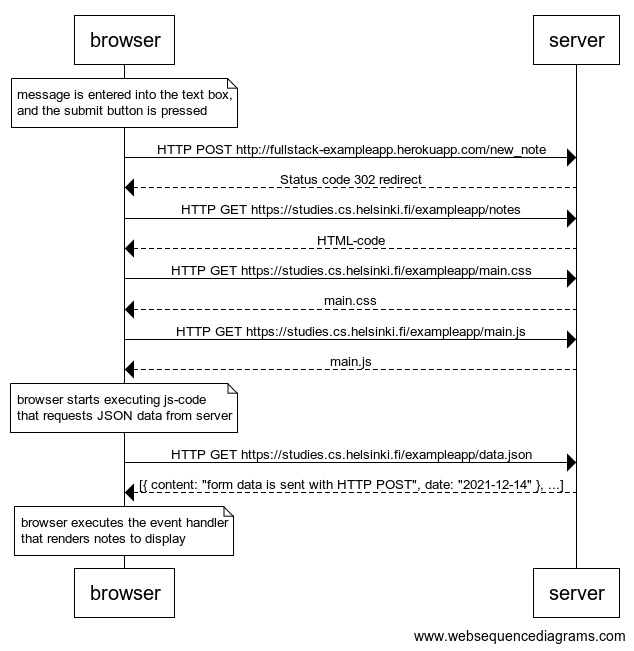 browser
server
message is entered into the text box,
and the submit button is pressed
HTTP POST http://fullstack-exampleapp.herokuapp.com/new_note
Status code 302 redirect
HTTP GET https://studies.cs.helsinki.fi/exampleapp/notes
HTML-code
HTTP GET https://studies.cs.helsinki.fi/exampleapp/main.css
main.css
HTTP GET https://studies.cs.helsinki.fi/exampleapp/main.js
main.js
browser starts executing js-code
that requests JSON data from server
HTTP GET https://studies.cs.helsinki.fi/exampleapp/data.json
[{ content: "form data is sent with HTTP POST", date: "2021-12-14" }, ...]
browser executes the event handler
that renders notes to display
browser
server
www.websequencediagrams.com